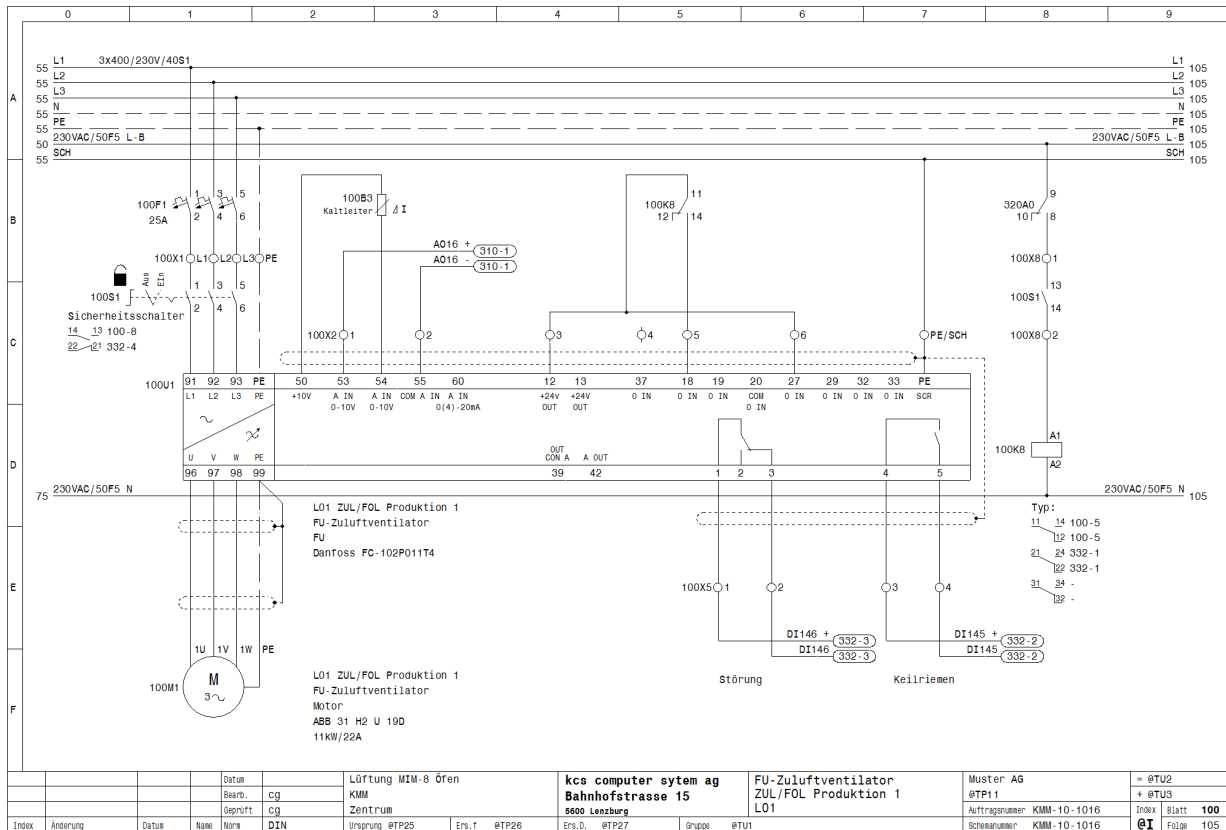 0 1 2 3 4 5 6 7 8 9
A
B
C
D
E
F
55 L1 3x400/230V/40S1 L1 105
55 L2 L2 105
55 L3 L3 105
55 N N 105
55 PE PE 105
50 230VAC/50F5 L-B 230VAC/50F5 L-B 105
55 SCH SCH 105
100F1
25A
1 3 5
2 4 6
100X1 L1 L2 L3 PE
100S1
Aus
EIn
1 3 5
2 4 6
Sicherheitsschalter
14 13 100-8
22 21 332-4
100B3
Kaltleiter
Δ I
AO16 + 310-1
AO16 - 310-1
100K8
11
12 14
320A0
9
10 8
100X8 1
100S1
13
14
100X8 2
100X2 1 2 3 4 5 6 PE/SCH
100U1
91 92 93 PE 50 53 54 55 60 12 13 37 18 19 20 27 29 32 33 PE
L1 L2 L3 PE +10V A IN A IN COM A IN A IN +24v +24V 0 IN 0 IN 0 IN COM 0 IN 0 IN 0 IN 0 IN SCR
0-10V 0-10V 0(4)-20mA OUT OUT 0 IN
U V W PE
OUT
CON A A OUT
96 97 98 99 39 42 1 2 3 4 5
100K8
A1
A2
75 230VAC/50F5 N 230VAC/50F5 N 105
L01 ZUL/FOL Produktion 1
FU-Zuluftventilator
FU
Danfoss FC-102P011T4
Typ:
11 14 100-5
12 100-5
21 24 332-1
22 332-1
31 34 -
32 -
100X5 1 2 3 4
DI146 + 332-3
DI146 332-3
DI145 + 332-2
DI145 332-2
Störung
Keilriemen
1U 1V 1W PE
100M1
M
3
L01 ZUL/FOL Produktion 1
FU-Zuluftventilator
Motor
ABB 31 H2 U 19D
11kW/22A
Datum
Bearb. cg
Geprüft cg
Index Änderung Datum Name Norm DIN
Lüftung MIM-8 Öfen
KMM
Zentrum
Ursprung @TP25 Ers.f @TP26 Ers.D. @TP27 Gruppe @TU1
kcs computer sytem ag
Bahnhofstrasse 15
5600 Lenzburg
FU-Zuluftventilator
ZUL/FOL Produktion 1
L01
Muster AG
@TP11
Auftragsnummer KMM-10-1016
Schemanummer KMM-10-1016
= @TU2
+ @TU3
Index Blatt 100
@I Folge 105